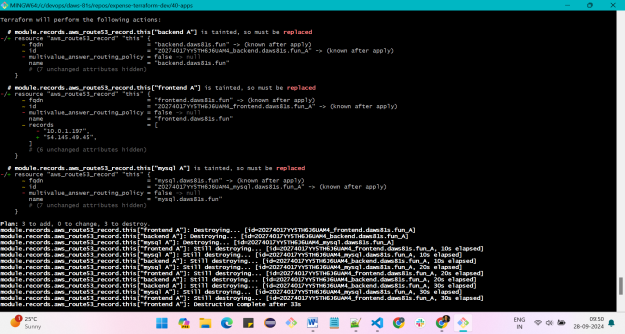 MINGW64:/c/devops/daws-81s/repos/expense-terraform-dev/40-apps
Terraform will perform the following actions:
# module.records.aws_route53_record.this["backend A"] is tainted, so must be replaced
-/+ resource "aws_route53_record" "this" {
~ fqdn = "backend.daws81s.fun" -> (known after apply)
~ id = "Z0274017YY5TH6J6UAM4_backend.daws81s.fun_A" -> (known after apply)
- multivalue_answer_routing_policy = false -> null
name = "backend.daws81s.fun"
# (7 unchanged attributes hidden)
}
# module.records.aws_route53_record.this["frontend A"] is tainted, so must be replaced
-/+ resource "aws_route53_record" "this" {
~ fqdn = "frontend.daws81s.fun" -> (known after apply)
~ id = "Z0274017YY5TH6J6UAM4_frontend.daws81s.fun_A" -> (known after apply)
- multivalue_answer_routing_policy = false -> null
name = "frontend.daws81s.fun"
~ records = [
- "10.0.1.197",
+ "54.145.49.45",
]
# (6 unchanged attributes hidden)
}
# module.records.aws_route53_record.this["mysql A"] is tainted, so must be replaced
-/+ resource "aws_route53_record" "this" {
~ fqdn = "mysql.daws81s.fun" -> (known after apply)
~ id = "Z0274017YY5TH6J6UAM4_mysql.daws81s.fun_A" -> (known after apply)
- multivalue_answer_routing_policy = false -> null
name = "mysql.daws81s.fun"
# (7 unchanged attributes hidden)
}
Plan: 3 to add, 0 to change, 3 to destroy.
module.records.aws_route53_record.this["frontend A"]: Destroying... [id=Z0274017YY5TH6J6UAM4_frontend.daws81s.fun_A]
module.records.aws_route53_record.this["backend A"]: Destroying... [id=Z0274017YY5TH6J6UAM4_backend.daws81s.fun_A]
module.records.aws_route53_record.this["mysql A"]: Destroying... [id=Z0274017YY5TH6J6UAM4_mysql.daws81s.fun_A]
module.records.aws_route53_record.this["frontend A"]: Still destroying... [id=Z0274017YY5TH6J6UAM4_frontend.daws81s.fun_A, 10s elapsed]
module.records.aws_route53_record.this["mysql A"]: Still destroying... [id=Z0274017YY5TH6J6UAM4_mysql.daws81s.fun_A, 10s elapsed]
module.records.aws_route53_record.this["backend A"]: Still destroying... [id=Z0274017YY5TH6J6UAM4_backend.daws81s.fun_A, 10s elapsed]
module.records.aws_route53_record.this["mysql A"]: Still destroying... [id=Z0274017YY5TH6J6UAM4_mysql.daws81s.fun_A, 20s elapsed]
module.records.aws_route53_record.this["frontend A"]: Still destroying... [id=Z0274017YY5TH6J6UAM4_frontend.daws81s.fun_A, 20s elapsed]
module.records.aws_route53_record.this["backend A"]: Still destroying... [id=Z0274017YY5TH6J6UAM4_backend.daws81s.fun_A, 20s elapsed]
module.records.aws_route53_record.this["backend A"]: Still destroying... [id=Z0274017YY5TH6J6UAM4_backend.daws81s.fun_A, 30s elapsed]
module.records.aws_route53_record.this["mysql A"]: Still destroying... [id=Z0274017YY5TH6J6UAM4_mysql.daws81s.fun_A, 30s elapsed]
module.records.aws_route53_record.this["frontend A"]: Still destroying... [id=Z0274017YY5TH6J6UAM4_frontend.daws81s.fun_A, 30s elapsed]
module.records.aws_route53_record.this["frontend A"]: Destruction complete after 33s
25°C
Sunny
ENG
IN
09:50
28-09-2024